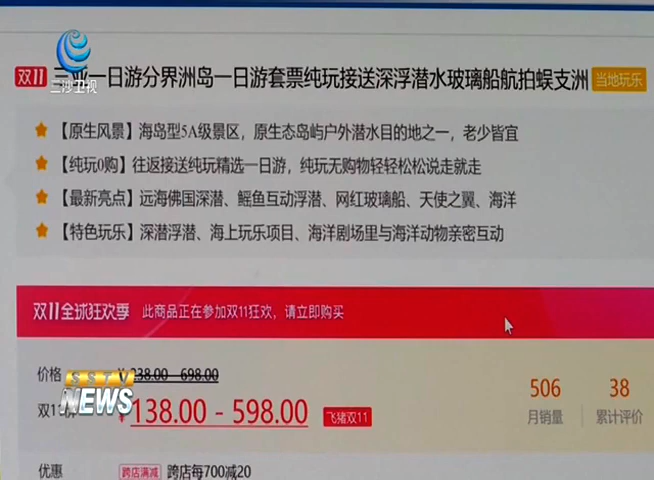 三沙卫视
双11 三亚一日游分界洲岛一日游套票纯玩接送深浮潜水玻璃船航拍蜈支洲 当地玩乐
【原生风景】海岛型5A级景区，原生态岛屿户外潜水目的地之一，老少皆宜
【纯玩0购】往返接送纯玩精选一日游，纯玩无购物轻轻松松说走就走
【最新亮点】远海佛国深潜、鳐鱼互动浮潜、网红玻璃船、天使之翼、海洋
【特色玩乐】深潜浮潜、海上玩乐项目、海洋剧场里与海洋动物亲密互动
双11全球狂欢季 此商品正在参加双11狂欢，请立即购买
价格 238.00 - 698.00
SSTV
NEWS
双11价 ¥138.00 - 598.00 飞猪双11
506 月销量
38 累计评价
优惠 跨店满减 跨店每700减20